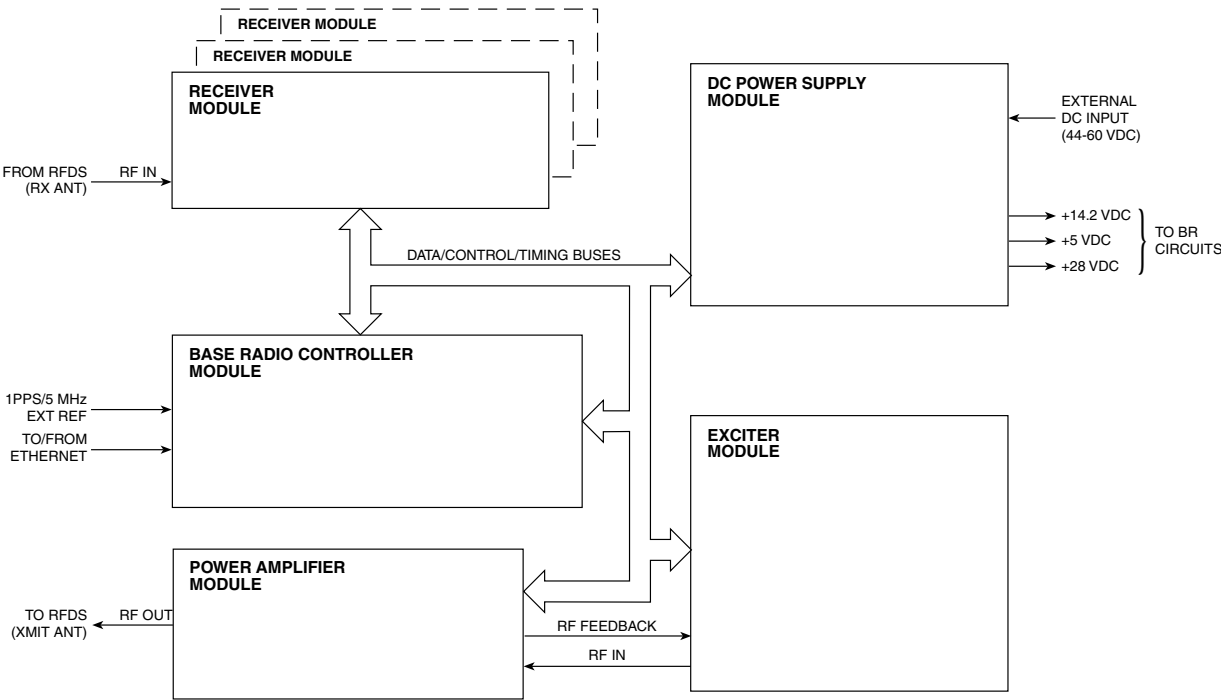 RECEIVER MODULE
RECEIVER MODULE
RECEIVER
MODULE
FROM RFDS
(RX ANT)
RF IN
DC POWER SUPPLY
MODULE
EXTERNAL
DC INPUT
(44-60 VDC)
+14.2 VDC
+5 VDC
+28 VDC
TO BR
CIRCUITS
DATA/CONTROL/TIMING BUSES
BASE RADIO CONTROLLER
MODULE
1PPS/5 MHz
EXT REF
TO/FROM
ETHERNET
EXCITER
MODULE
POWER AMPLIFIER
MODULE
TO RFDS
(XMIT ANT)
RF OUT
RF FEEDBACK
RF IN